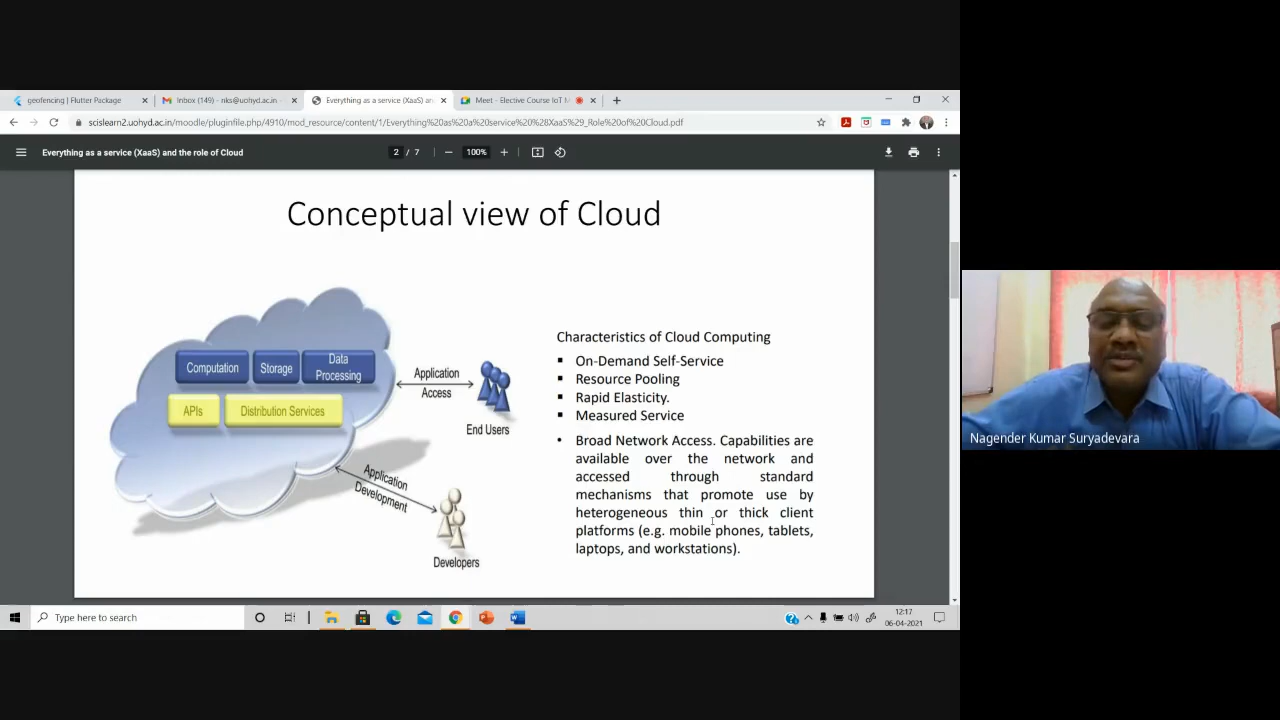 geofencing | Flutter Package
Inbox (149) - nks@uohyd.ac.in
Everything as a service (XaaS) an
Meet - Elective Course IoT M
scislearn2.uohyd.ac.in/moodle/pluginfile.php/4910/mod_resource/content/1/Everything%20as%20a%20service%20%28XaaS%29_Role%20of%20Cloud.pdf
Everything as a service (XaaS) and the role of Cloud
2 / 7
100%
Conceptual view of Cloud
Computation
Storage
Data
Processing
APIs
Distribution Services
Application
Access
End Users
Application
Development
Developers
Characteristics of Cloud Computing
▪ On-Demand Self-Service
▪ Resource Pooling
▪ Rapid Elasticity.
▪ Measured Service
• Broad Network Access. Capabilities are
available over the network and
accessed through standard
mechanisms that promote use by
heterogeneous thin or thick client
platforms (e.g. mobile phones, tablets,
laptops, and workstations).
Nagender Kumar Suryadevara
Type here to search
12:17
06-04-2021